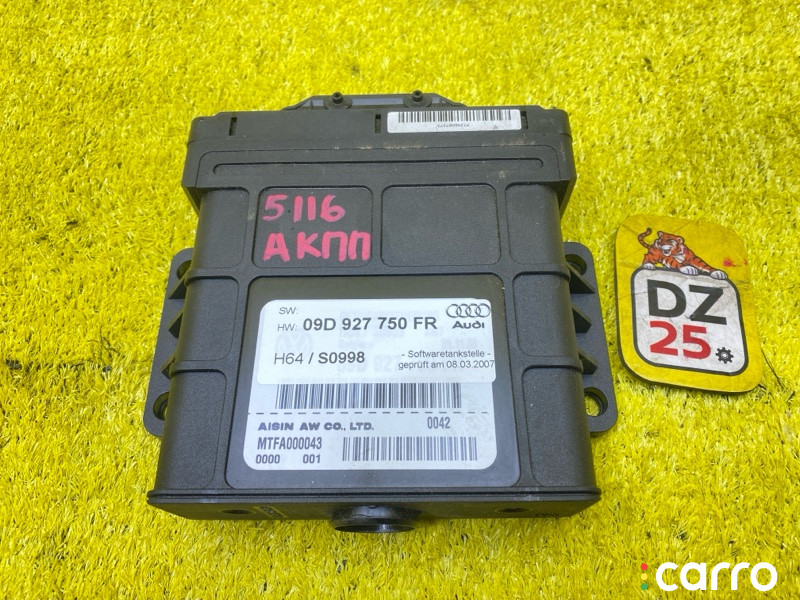 5116
АКПП
SW:
HW: 09D 927 750 FR
Audi
H64 / S0998
- Softwaretankstelle -
geprüft am 08.03.2007
AISIN AW CO., LTD. 0042
MTFA000043
0000 001
DZ
25
carro